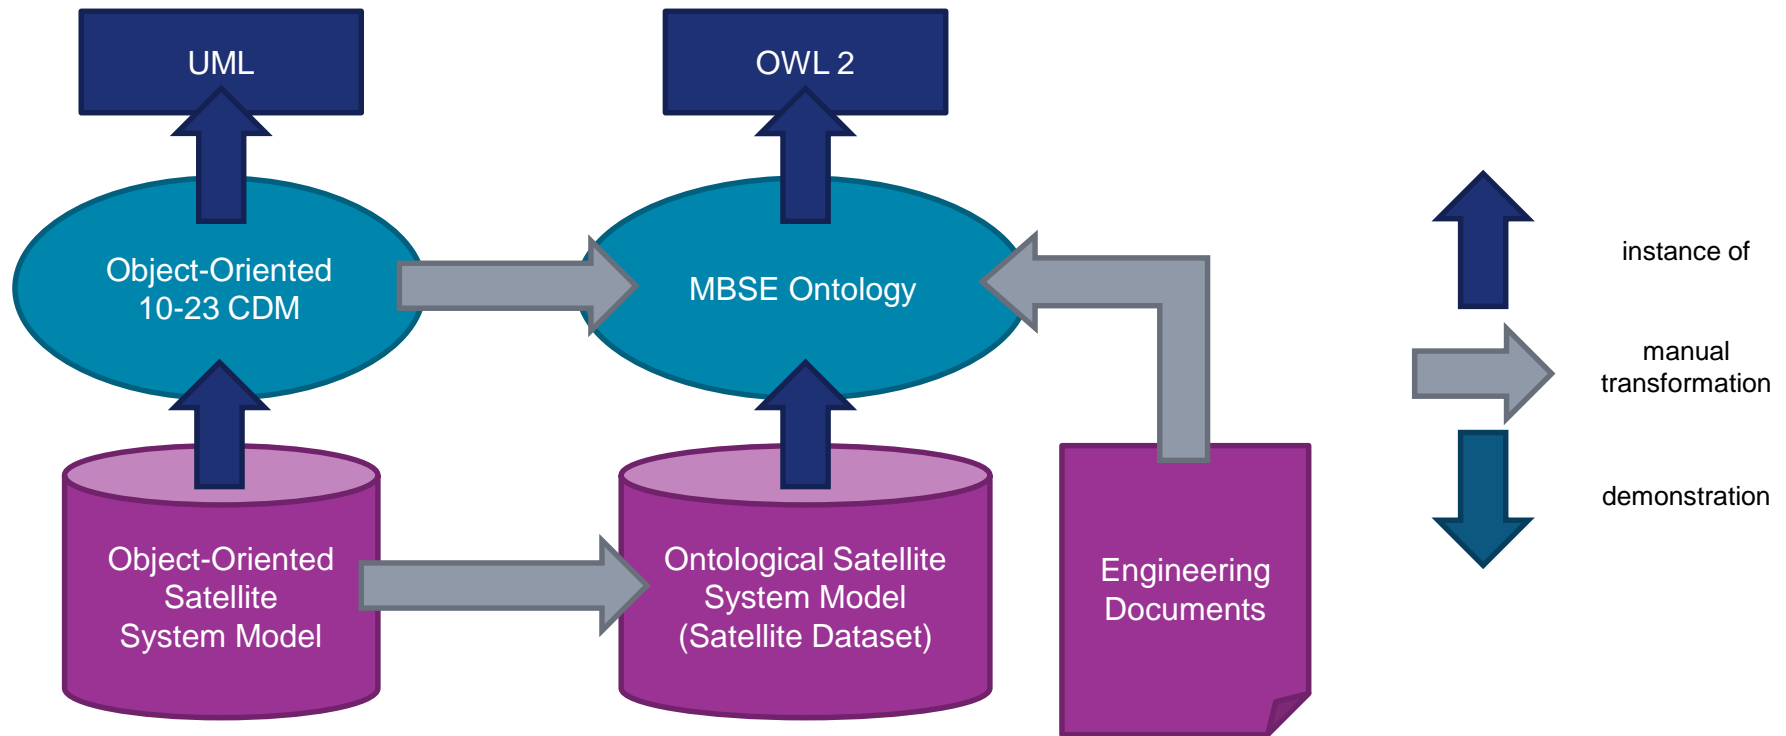 UML
OWL 2
Object-Oriented
10-23 CDM
MBSE Ontology
Object-Oriented
Satellite
System Model
Ontological Satellite
System Model
(Satellite Dataset)
Engineering
Documents
instance of
manual
transformation
demonstration